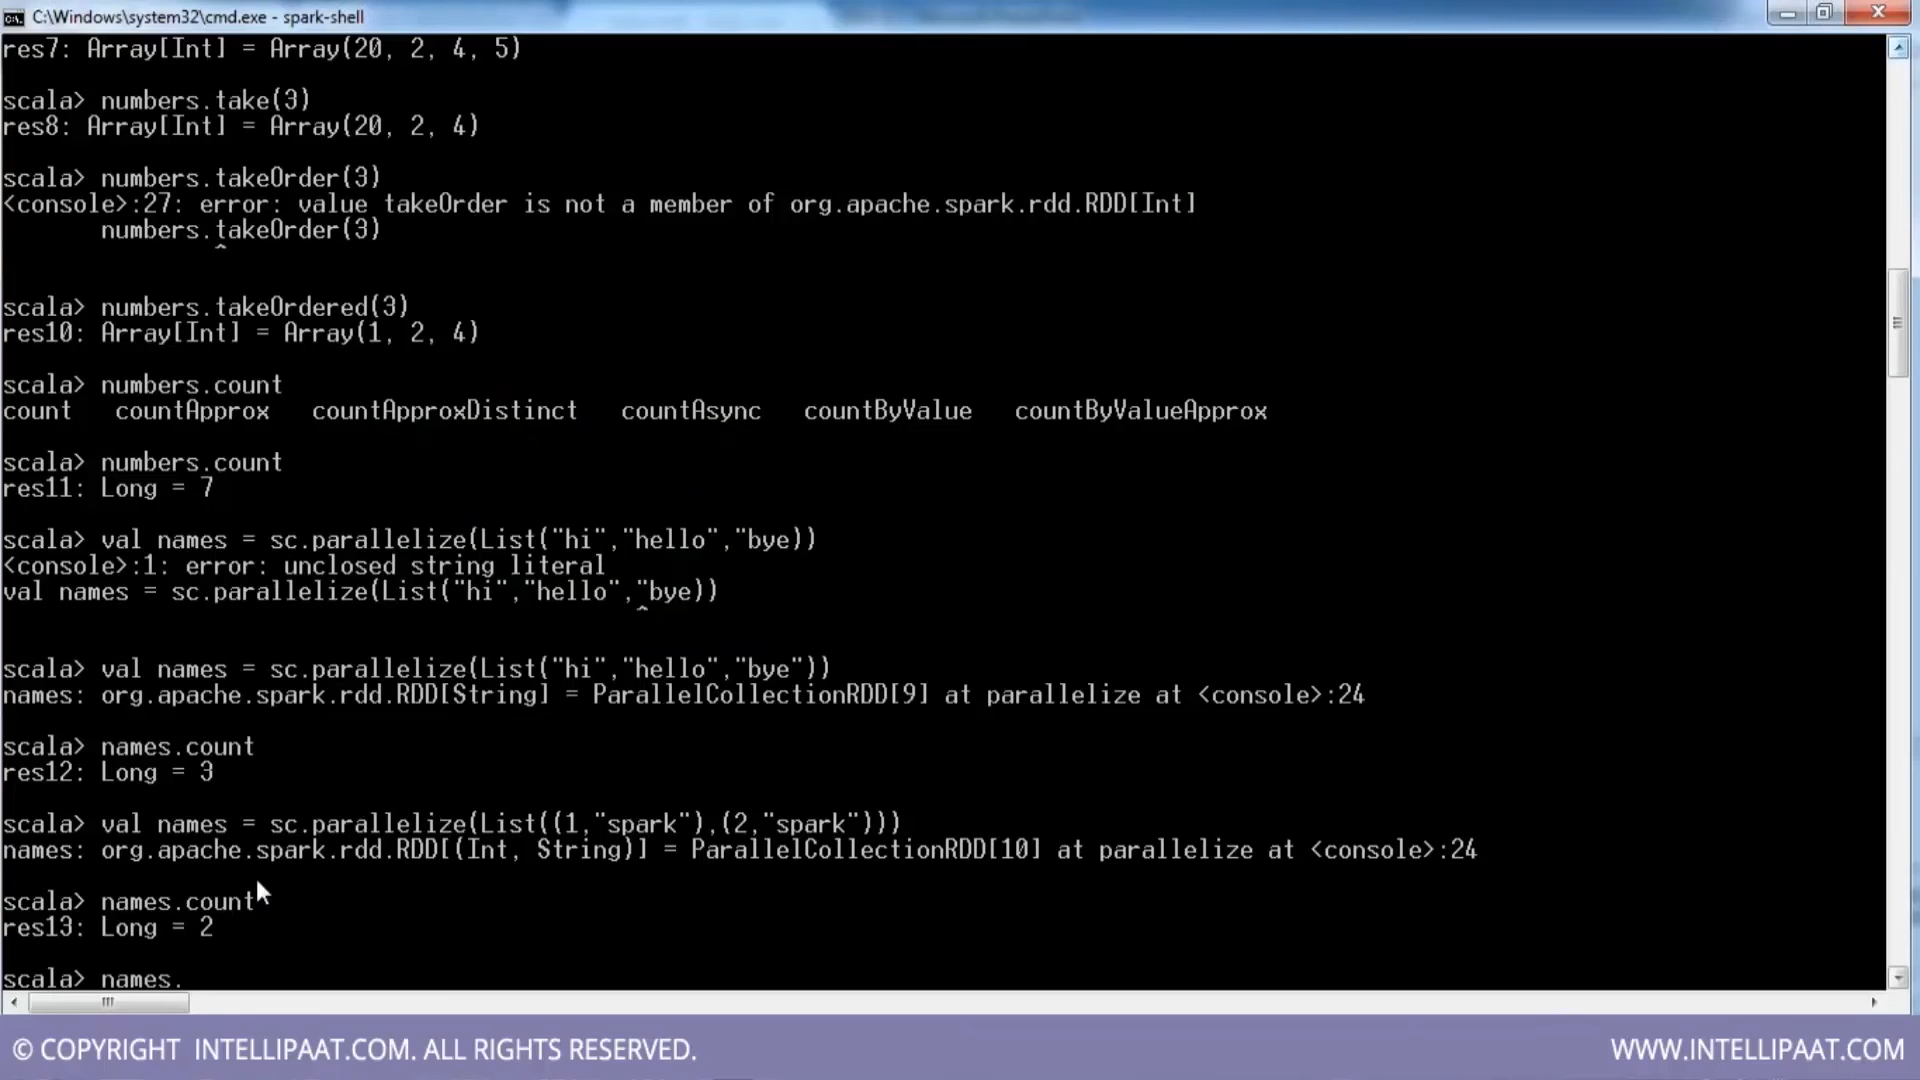 C:\Windows\system32\cmd.exe - spark-shell
res7: Array[Int] = Array(20, 2, 4, 5)
scala> numbers.take(3)
res8: Array[Int] = Array(20, 2, 4)
scala> numbers.takeOrder(3)
<console>:27: error: value takeOrder is not a member of org.apache.spark.rdd.RDD[Int]
numbers.takeOrder(3)
^
scala> numbers.takeOrdered(3)
res10: Array[Int] = Array(1, 2, 4)
scala> numbers.count
count countApprox countApproxDistinct countAsync countByValue countByValueApprox
scala> numbers.count
res11: Long = 7
scala> val names = sc.parallelize(List("hi","hello","bye))
<console>:1: error: unclosed string literal
val names = sc.parallelize(List("hi","hello","bye))
^
scala> val names = sc.parallelize(List("hi","hello","bye"))
names: org.apache.spark.rdd.RDD[String] = ParallelCollectionRDD[9] at parallelize at <console>:24
scala> names.count
res12: Long = 3
scala> val names = sc.parallelize(List((1,"spark"),(2,"spark")))
names: org.apache.spark.rdd.RDD[(Int, String)] = ParallelCollectionRDD[10] at parallelize at <console>:24
scala> names.count
res13: Long = 2
scala> names.
© COPYRIGHT INTELLIPAAT.COM. ALL RIGHTS RESERVED.
WWW.INTELLIPAAT.COM